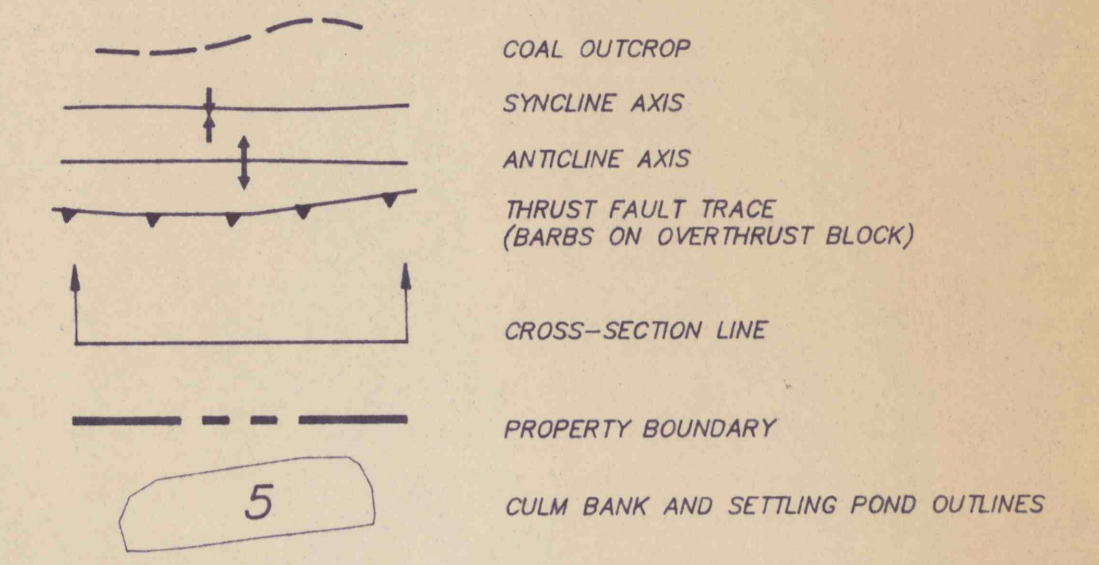 COAL OUTCROP
SYNCLINE AXIS
ANTICLINE AXIS
THRUST FAULT TRACE
(BARBS ON OVERTHRUST BLOCK)
CROSS-SECTION LINE
PROPERTY BOUNDARY
5
CULM BANK AND SETTLING POND OUTLINES